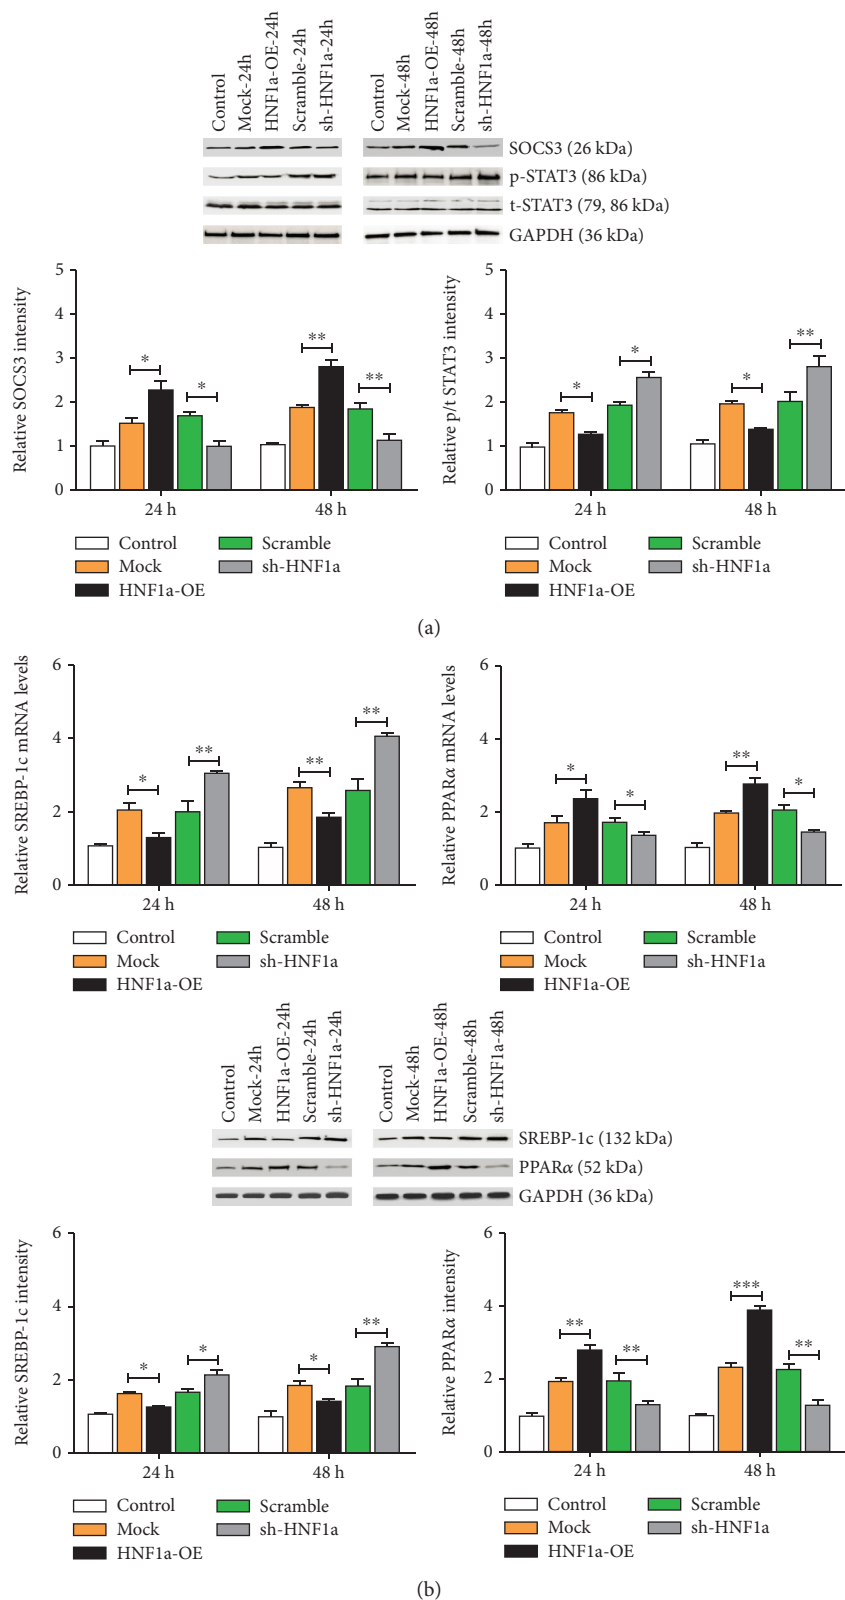 Control
Mock-24h
HNF1a-OE-24h
Scramble-24h
sh-HNF1a-24h
Control
Mock-48h
HNF1a-OE-48h
Scramble-48h
sh-HNF1a-48h
SOCS3 (26 kDa)
p-STAT3 (86 kDa)
t-STAT3 (79, 86 kDa)
GAPDH (36 kDa)
Relative SOCS3 intensity
5
4
3
2
1
0
*
*
**
**
24 h
48 h
Control
Mock
HNF1a-OE
Scramble
sh-HNF1a
Relative p/t STAT3 intensity
5
4
3
2
1
0
*
*
*
**
24 h
48 h
Control
Mock
HNF1a-OE
Scramble
sh-HNF1a
(a)
Relative SREBP-1c mRNA levels
6
4
2
0
*
**
**
**
24 h
48 h
Control
Mock
HNF1a-OE
Scramble
sh-HNF1a
Relative PPARα mRNA levels
6
4
2
0
*
*
**
*
24 h
48 h
Control
Mock
HNF1a-OE
Scramble
sh-HNF1a
Control
Mock-24h
HNF1a-OE-24h
Scramble-24h
sh-HNF1a-24h
Control
Mock-48h
HNF1a-OE-48h
Scramble-48h
sh-HNF1a-48h
SREBP-1c (132 kDa)
PPARα (52 kDa)
GAPDH (36 kDa)
Relative SREBP-1c intensity
6
4
2
0
*
*
*
**
24 h
48 h
Control
Mock
HNF1a-OE
Scramble
sh-HNF1a
Relative PPARα intensity
6
4
2
0
**
**
***
**
24 h
48 h
Control
Mock
HNF1a-OE
Scramble
sh-HNF1a
(b)